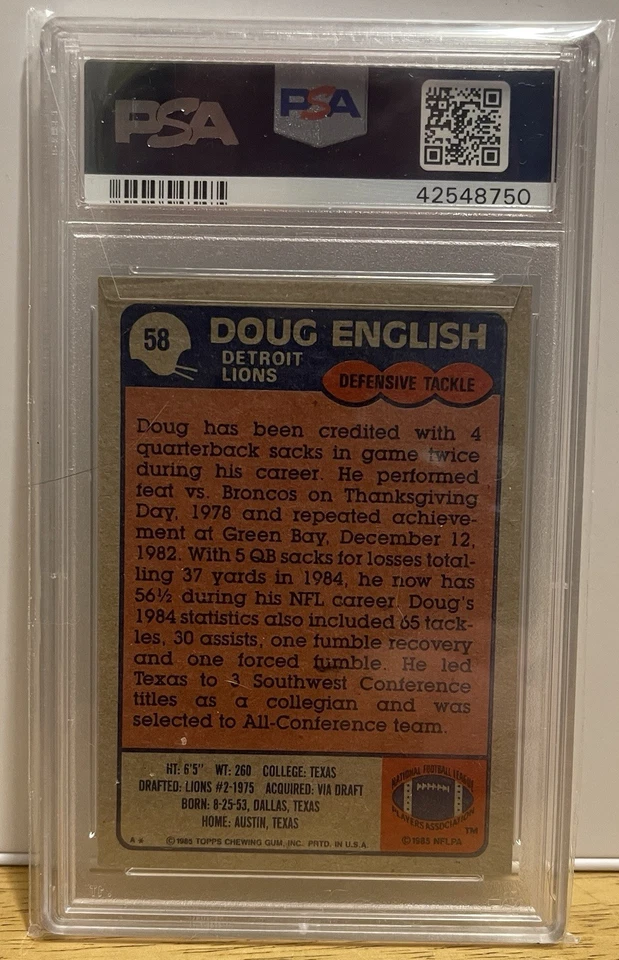 PSA
PSA
42548750
58
DOUG ENGLISH
DETROIT
LIONS
DEFENSIVE TACKLE
Doug has been credited with 4
quarterback sacks in game twice
during his career. He performed
feat vs. Broncos on Thanksgiving
Day, 1978 and repeated achieve-
ment at Green Bay, December 12,
1982. With 5 QB sacks for losses total-
ling 37 yards in 1984, he now has
56½ during his NFL career. Doug's
1984 statistics also included 65 tack-
les, 30 assists, one fumble recovery
and one forced fumble. He led
Texas to 3 Southwest Conference
titles as a collegian and was
selected to All-Conference team.
HT: 6'5" WT: 260 COLLEGE: TEXAS
DRAFTED: LIONS #2-1975 ACQUIRED: VIA DRAFT
BORN: 8-25-53, DALLAS, TEXAS
HOME: AUSTIN, TEXAS
A* © 1985 TOPPS CHEWING GUM, INC. PRTD. IN U.S.A.
NATIONAL FOOTBALL LEAGUE
PLAYERS ASSOCIATION
TM
© 1985 NFLPA